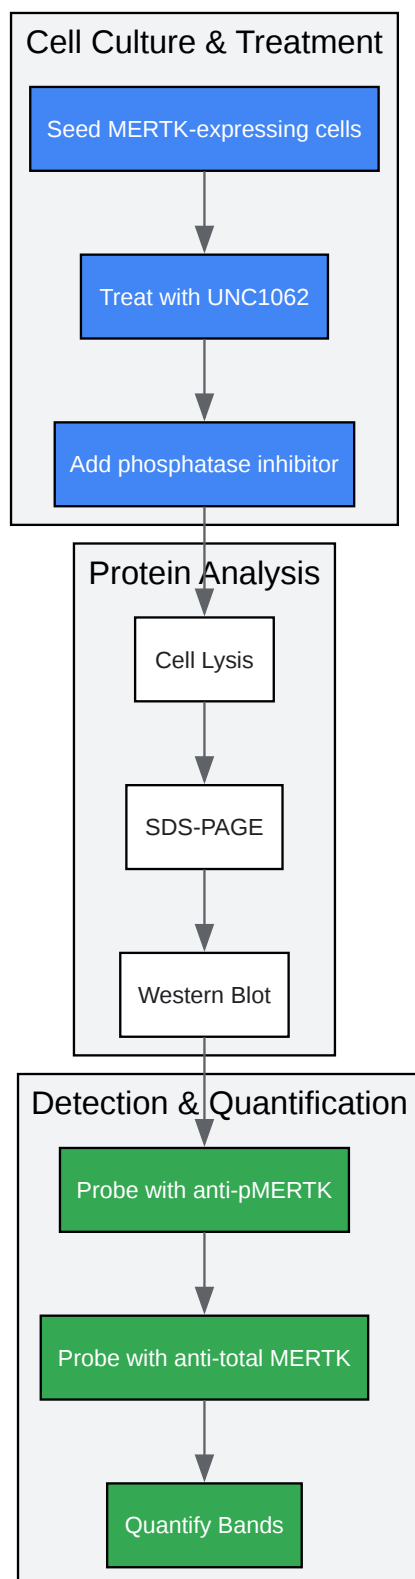 Cell Culture & Treatment
Seed MERTK-expressing cells
Treat with UNC1062
Add phosphatase inhibitor
Protein Analysis
Cell Lysis
SDS-PAGE
Western Blot
Detection & Quantification
Probe with anti-pMERTK
Probe with anti-total MERTK
Quantify Bands